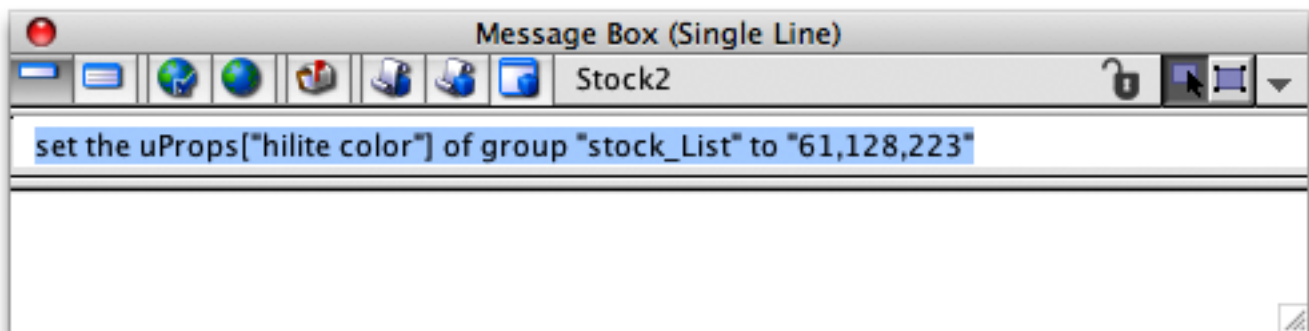 Message Box (Single Line)
Stock2
set the uProps["hilite color"] of group "stock_List" to "61,128,223"